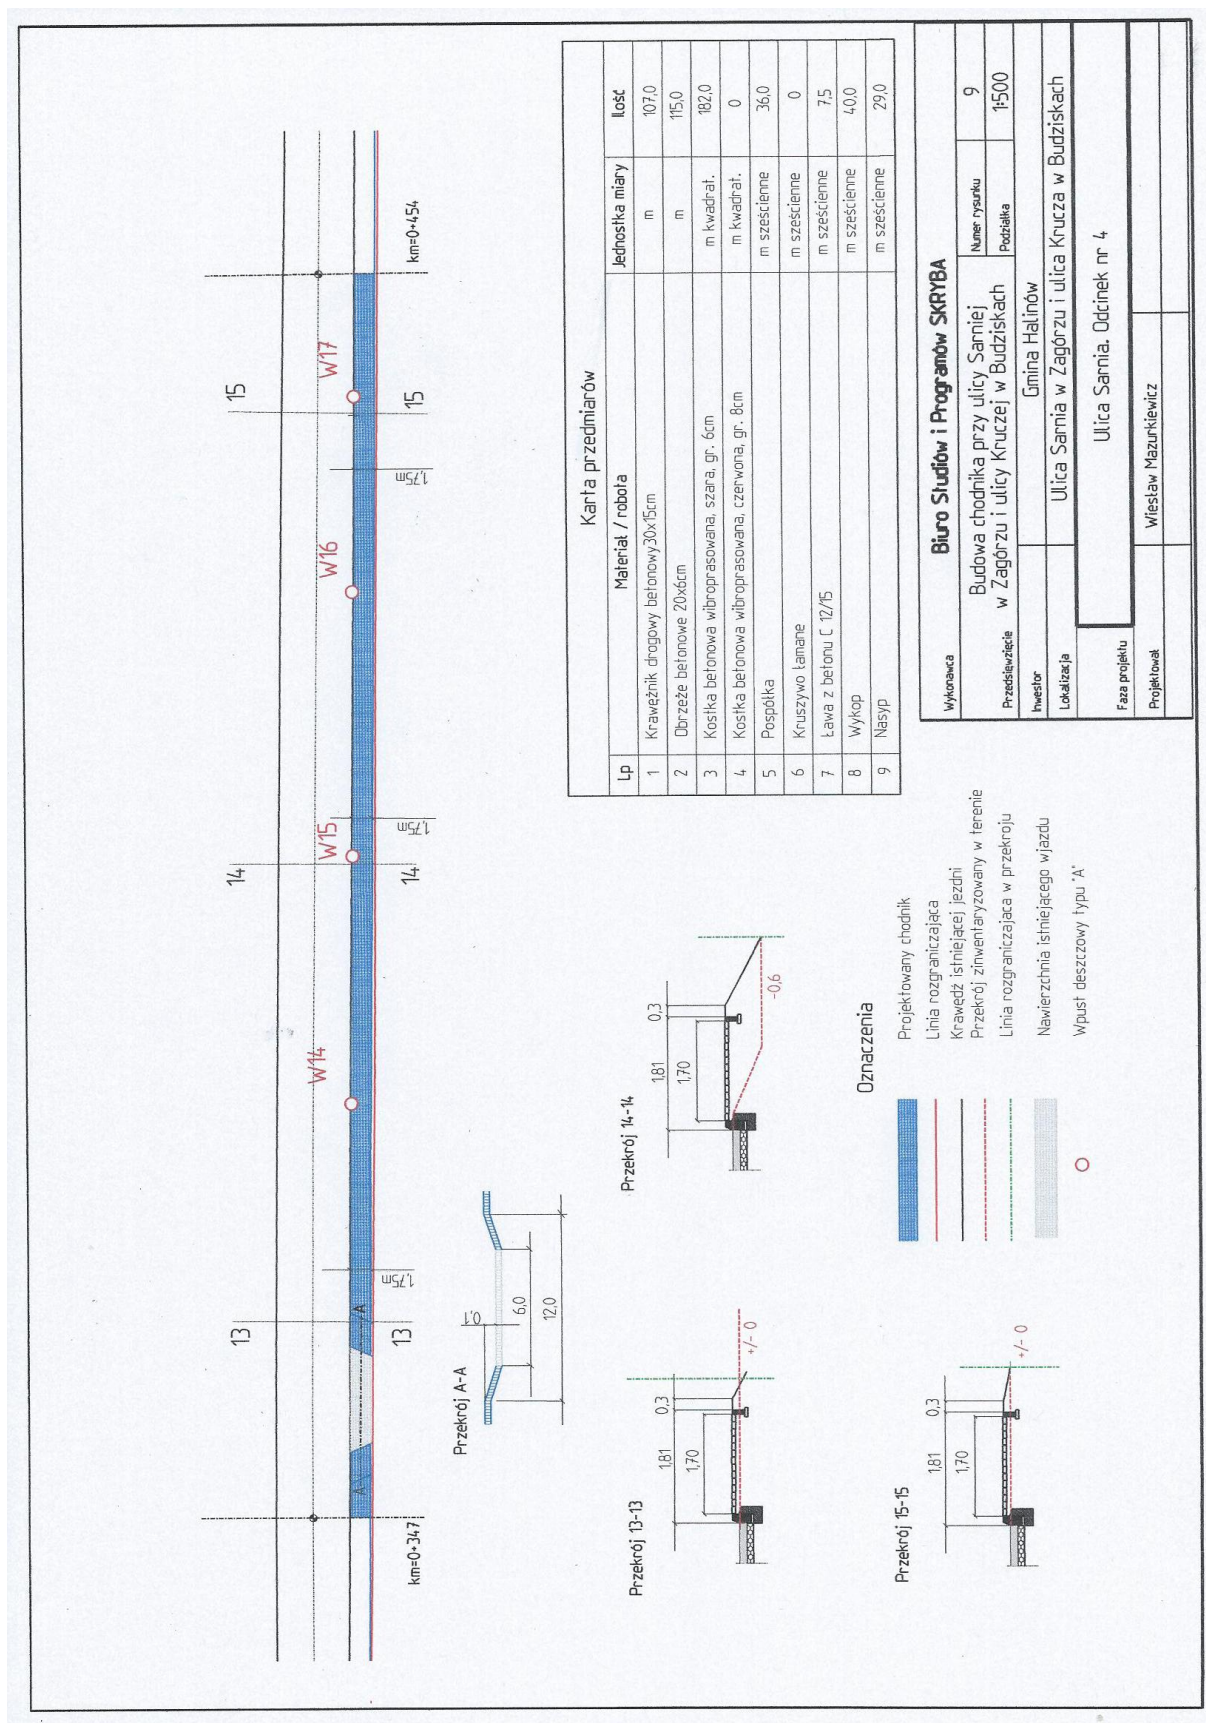 km=0+347
km=0+454
13
13
14
14
15
15
W14
W15
W16
W17
1,75m
1,75m
1,75m
A
A
Przekrój A-A
0,1
6,0
12,0
Przekrój 13-13
1,81
0,3
1,70
+/- 0
Przekrój 14-14
1,81
0,3
1,70
-0,6
Przekrój 15-15
1,81
0,3
1,70
+/- 0
Karta przedmiarów
Lp Materiał / robota Jednostka miary Ilość
1 Krawężnik drogowy betonowy30x15cm m 107,0
2 Obrzeże betonowe 20x6cm m 115,0
3 Kostka betonowa wibroprasowana, szara, gr. 6cm m kwadrat. 182,0
4 Kostka betonowa wibroprasowana, czerwona, gr. 8cm m kwadrat. 0
5 Pospółka m sześcienne 36,0
6 Kruszywo łamane m sześcienne 0
7 Ława z betonu C 12/15 m sześcienne 7,5
8 Wykop m sześcienne 40,0
9 Nasyp m sześcienne 29,0
Oznaczenia
Projektowany chodnik
Linia rozgraniczająca
Krawędź istniejącej jezdni
Przekrój zinwentaryzowany w terenie
Linia rozgraniczajaca w przekroju
Nawierzchnia istniejącego wjazdu
Wpust deszczowy typu "A"
Wykonawca Biuro Studiów i Programów SKRYBA
Przedsięwzięcie Budowa chodnika przy ulicy Sarniej
w Zagórzu i ulicy Kruczej w Budziskach
Numer rysunku 9
Podziałka 1:500
Inwestor Gmina Halinów
Lokalizacja Ulica Sarnia w Zagórzu i ulica Krucza w Budziskach
Faza projektu Ulica Sarnia. Odcinek nr 4
Projektował Wiesław Mazurkiewicz